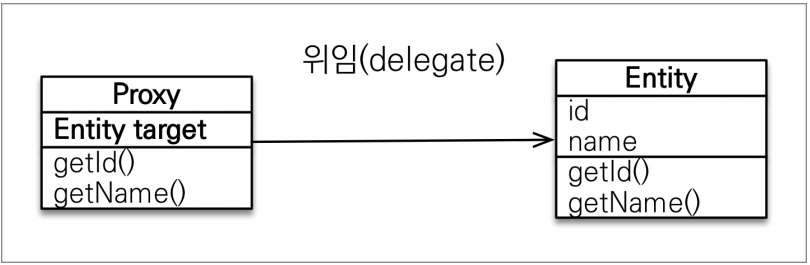 위임(delegate)
Proxy
Entity target
getId()
getName()
Entity
id
name
getId()
getName()